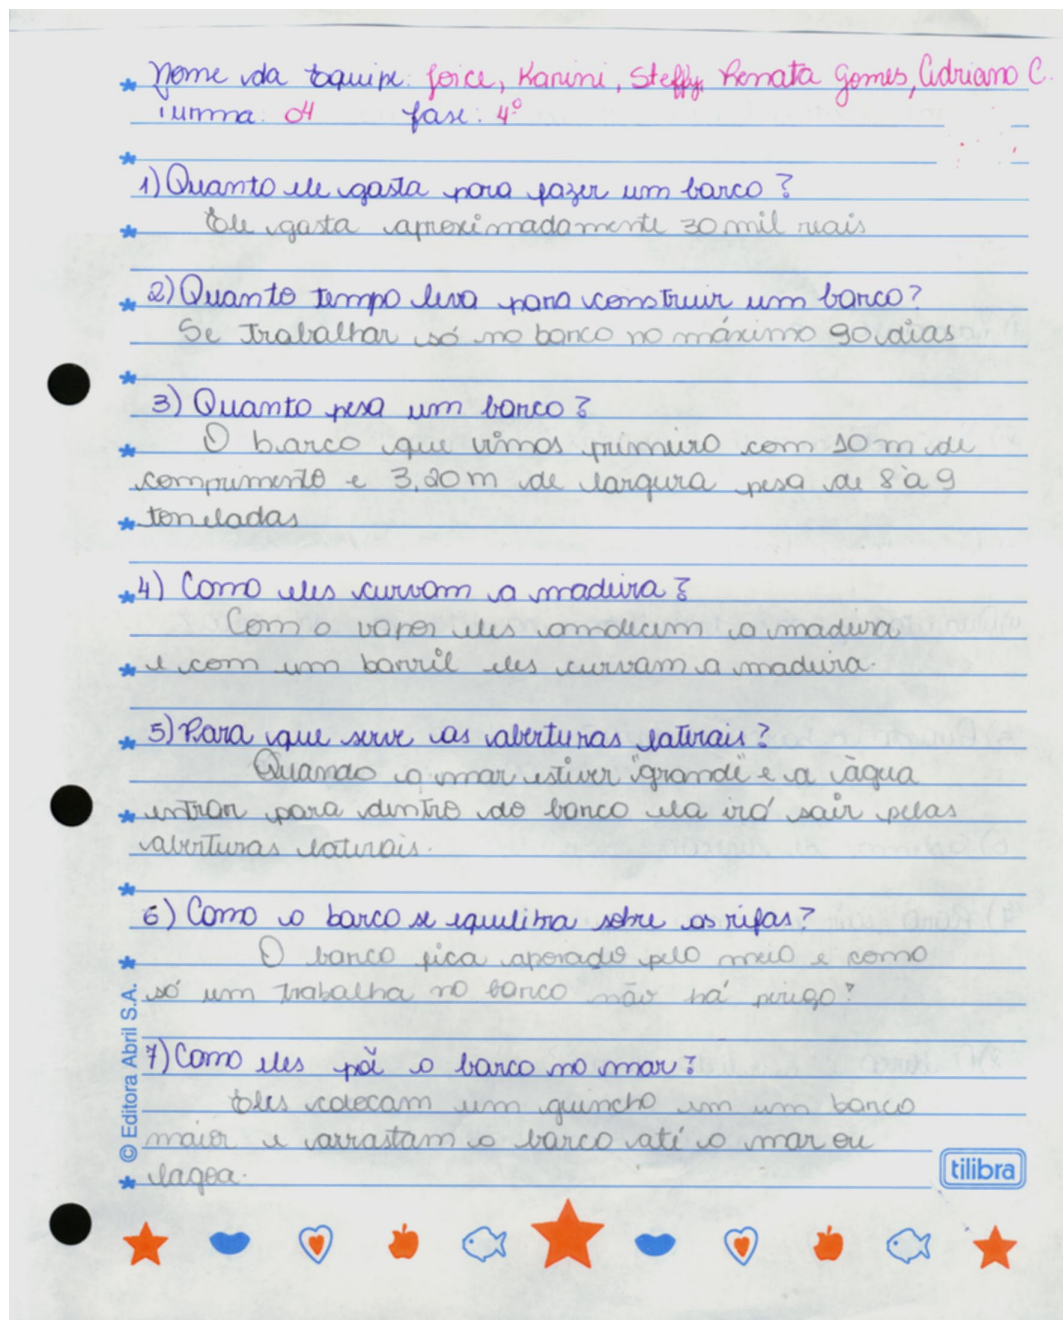 Nome da Equipe: Joice, Karini, Steffy, Renata Gomes, Adriano C.
Turma: 04 fase: 4º
1) Quanto ele gasta para fazer um barco?
Ele gasta aproximadamente 30 mil reais
2) Quanto tempo leva para construir um barco?
Se trabalhar só no barco no máximo 90 dias
3) Quanto pesa um barco?
O barco que vimos primeiro com 10 m de
comprimento e 3,20 m de largura pesa de 8 à 9
toneladas
4) Como eles curvam a madeira?
Com o vapor eles amolecem a madeira
e com um barril eles curvam a madeira.
5) Para que serve as aberturas laterais?
Quando o mar estiver "grande" e a àgua
entrar para dentro do barco ela irá sair pelas
aberturas laterais.
6) Como o barco se equilibra sobre as ripas?
O barco fica apoiado pelo meio e como
só um trabalha no barco não há perigo?
7) Como eles põe o barco no mar?
Eles colocam um guincho em um barco
maior e arrastam o barco até o mar ou
lagoa.
© Editora Abril S.A.
tilibra